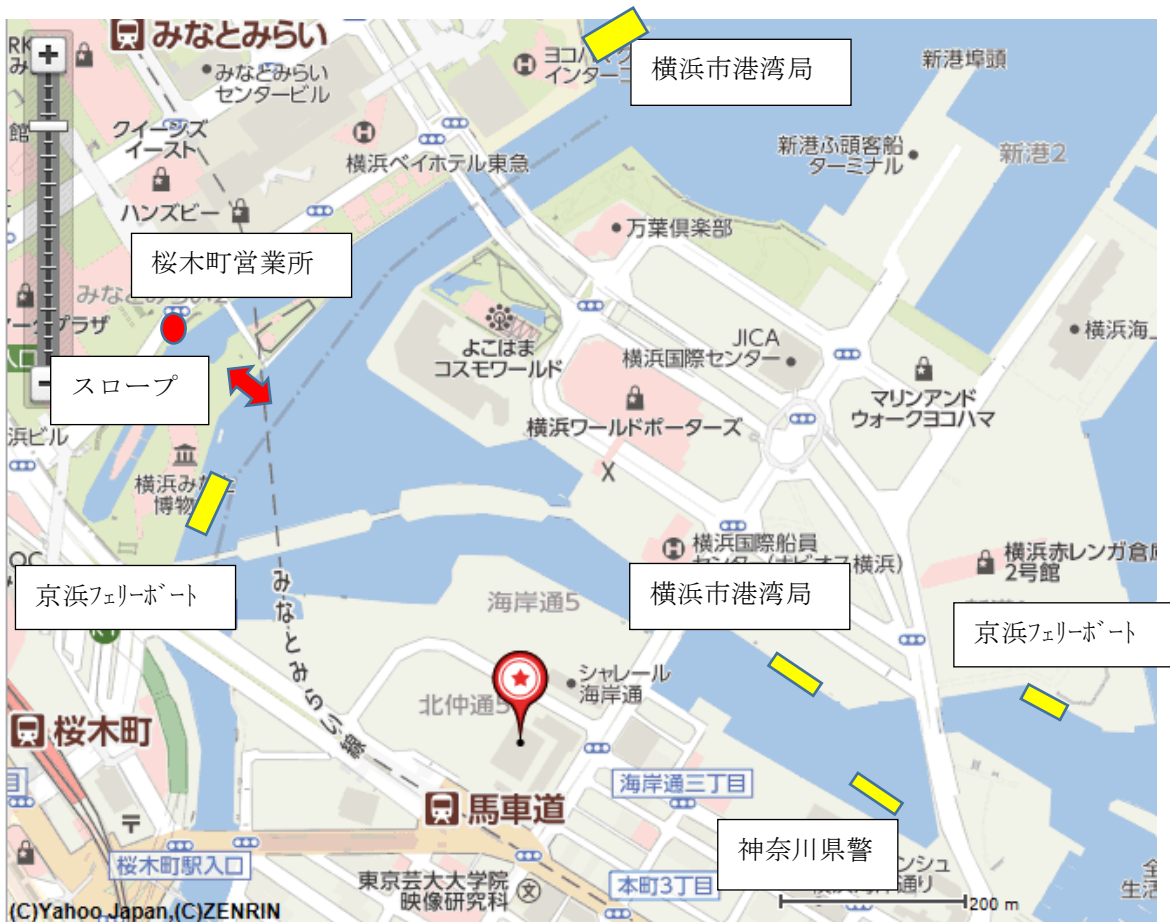 みなとみらい
みなとみらい
センタービル
クイーンズ
イースト
館
ハンズビー
横浜ベイホテル東急
インターコ
横浜市港湾局
新港埠頭
新港ふ頭客船
ターミナル
新港2
万葉倶楽部
桜木町営業所
みなとみらい2
プラザ
スロープ
よこはま
コスモワールド
JICA
横浜国際センター
横浜海上
マリンアンド
ウォークヨコハマ
横浜ワールドポーターズ
浜ビル
横浜みなと
博物
横浜国際船員
センター(ナビオス横浜)
横浜赤レンガ倉庫
2号館
京浜フェリーボート
横浜市港湾局
京浜フェリーボート
海岸通5
みなとみらい線
シャレール
海岸通
北仲通5
桜木町
海岸通三丁目
馬車道
神奈川県警
桜木町駅入口
東京芸大大学院
映像研究科
本町3丁目
通り
200 m
(C)Yahoo Japan,(C)ZENRIN